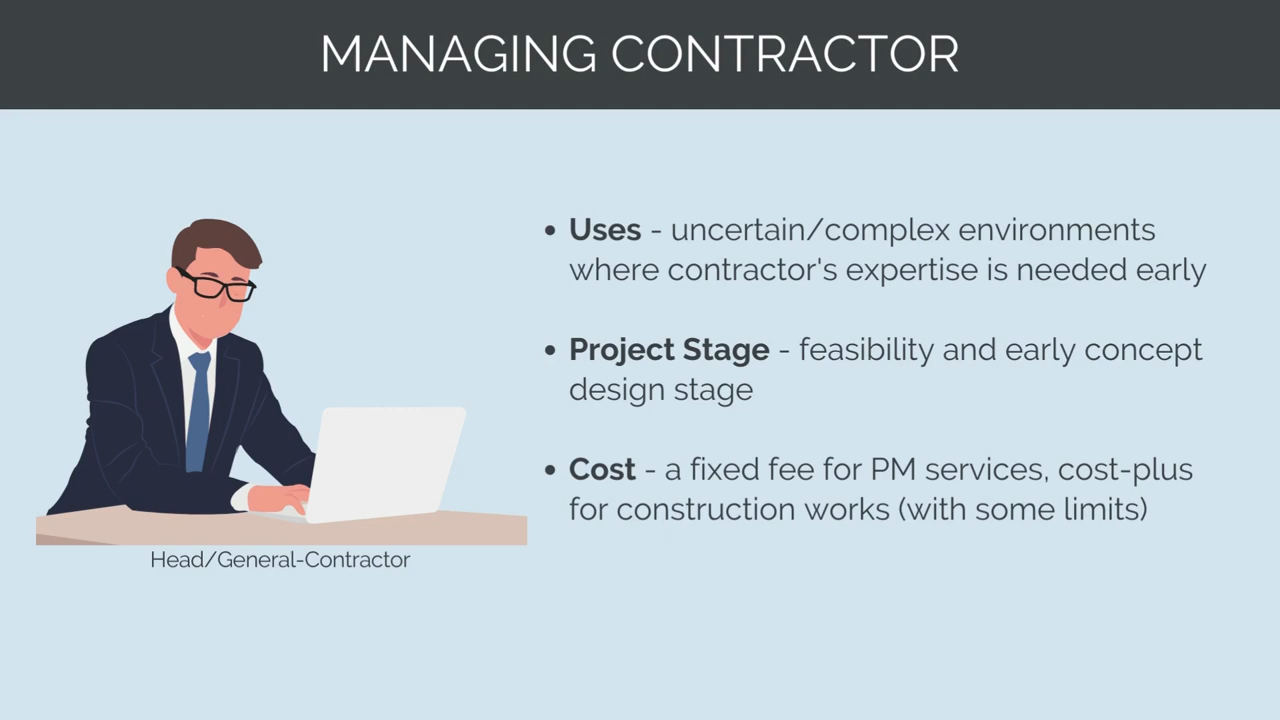 MANAGING CONTRACTOR
• Uses - uncertain/complex environments
where contractor's expertise is needed early
• Project Stage - feasibility and early concept
design stage
• Cost - a fixed fee for PM services, cost-plus
for construction works (with some limits)
Head/General-Contractor